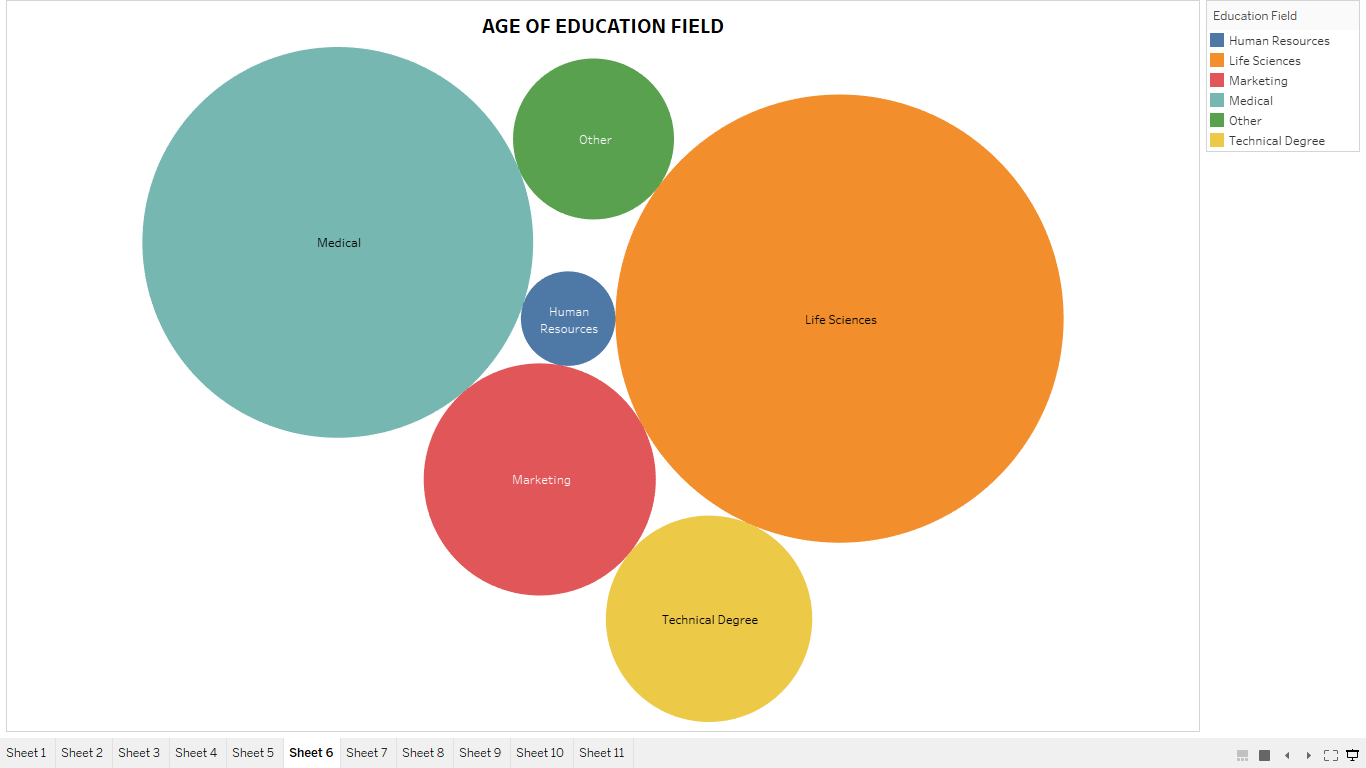 AGE OF EDUCATION FIELD
Medical
Other
Human
Resources
Life Sciences
Marketing
Technical Degree
Education Field
Human Resources
Life Sciences
Marketing
Medical
Other
Technical Degree
Sheet 1 Sheet 2 Sheet 3 Sheet 4 Sheet 5 Sheet 6 Sheet 7 Sheet 8 Sheet 9 Sheet 10 Sheet 11